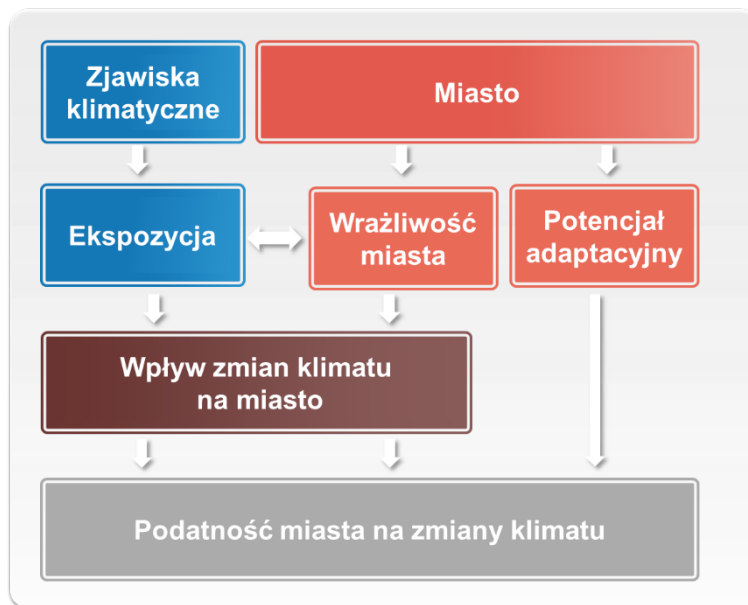 Zjawiska
klimatyczne
Miasto
Ekspozycja
Wrażliwość
miasta
Potencjał
adaptacyjny
Wpływ zmian klimatu
na miasto
Podatność miasta na zmiany klimatu